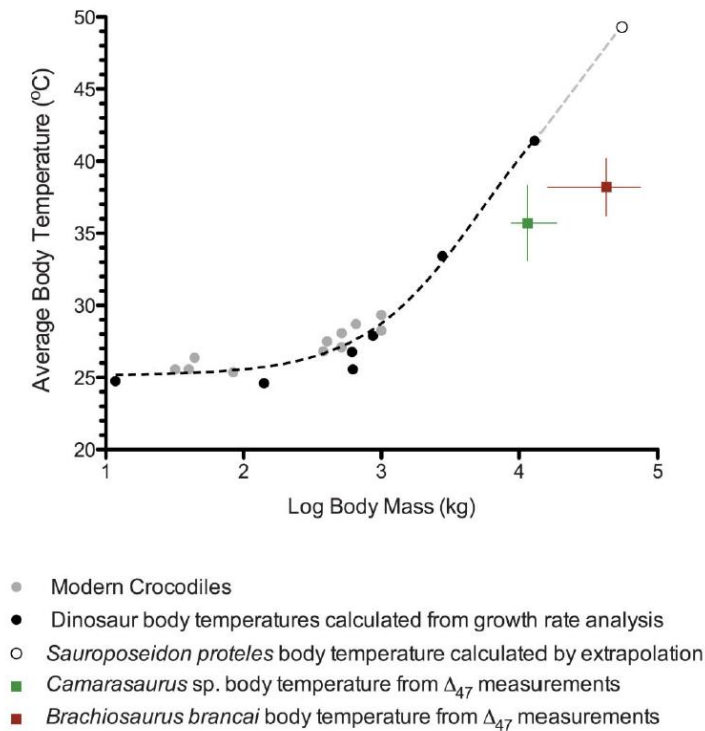 50
45
40
35
30
25
20
Average Body Temperature (⁰C)
1 2 3 4 5
Log Body Mass (kg)
Modern Crocodiles
Dinosaur body temperatures calculated from growth rate analysis
Sauroposeidon proteles body temperature calculated by extrapolation
Camarasaurus sp. body temperature from Δ₄₇ measurements
Brachiosaurus brancai body temperature from Δ₄₇ measurements